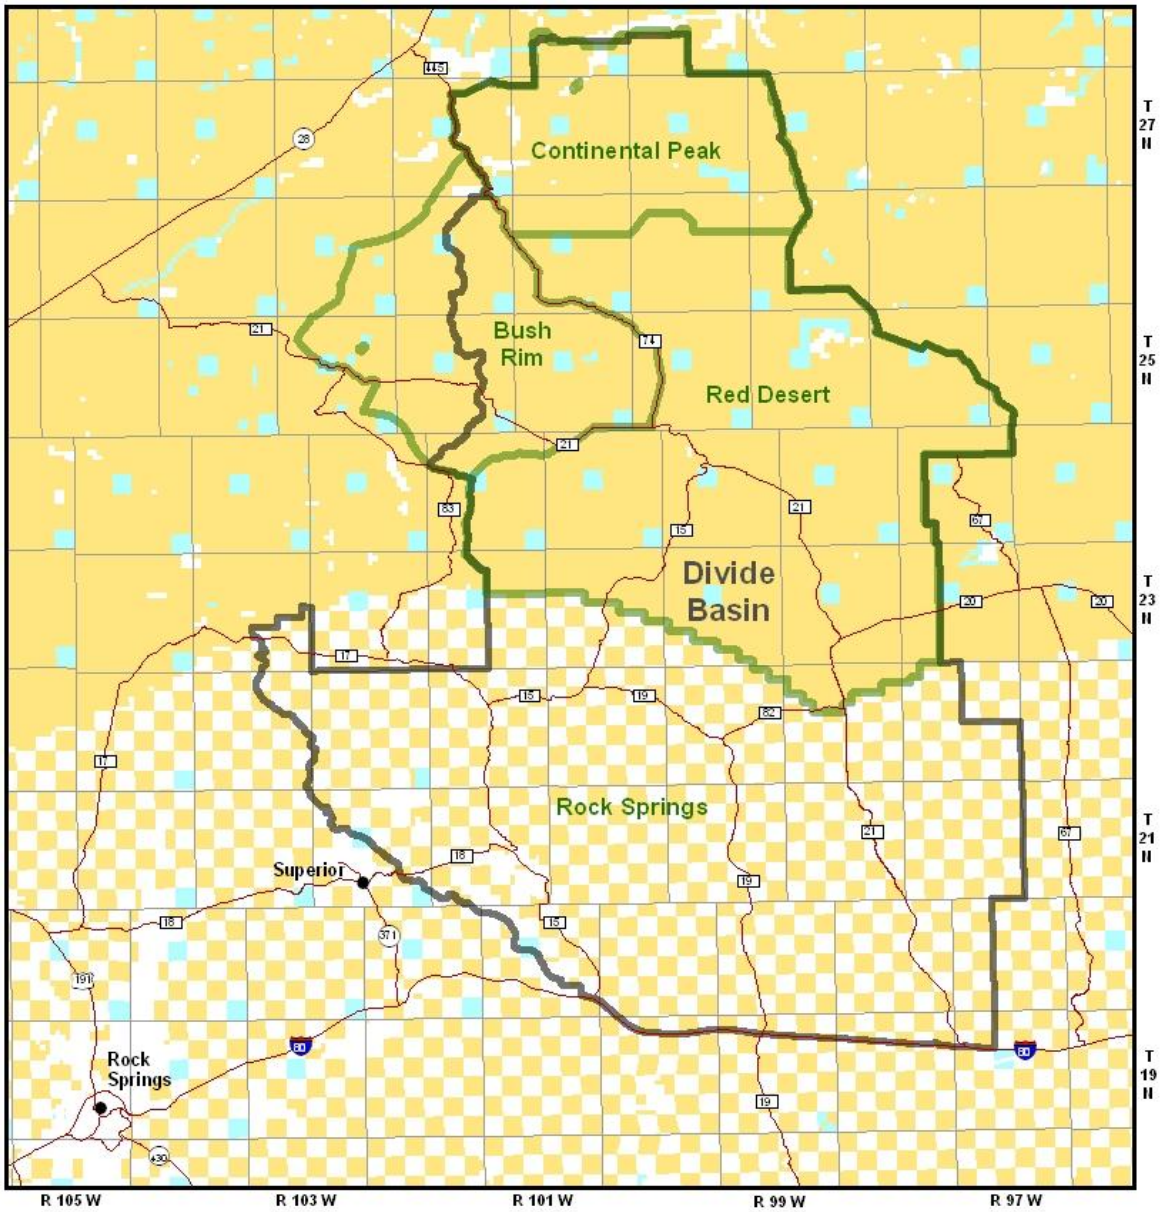 445
T
27
N
28
Continental Peak
21
Bush
Rim
74
T
25
N
Red Desert
21
83
21
15
67
Divide
Basin
T
23
N
20
20
17
15
19
82
17
Rock Springs
21
67
T
21
N
18
Superior
19
18
15
371
191
80
80
Rock
Springs
T
19
N
19
430
R 105 W
R 103 W
R 101 W
R 99 W
R 97 W